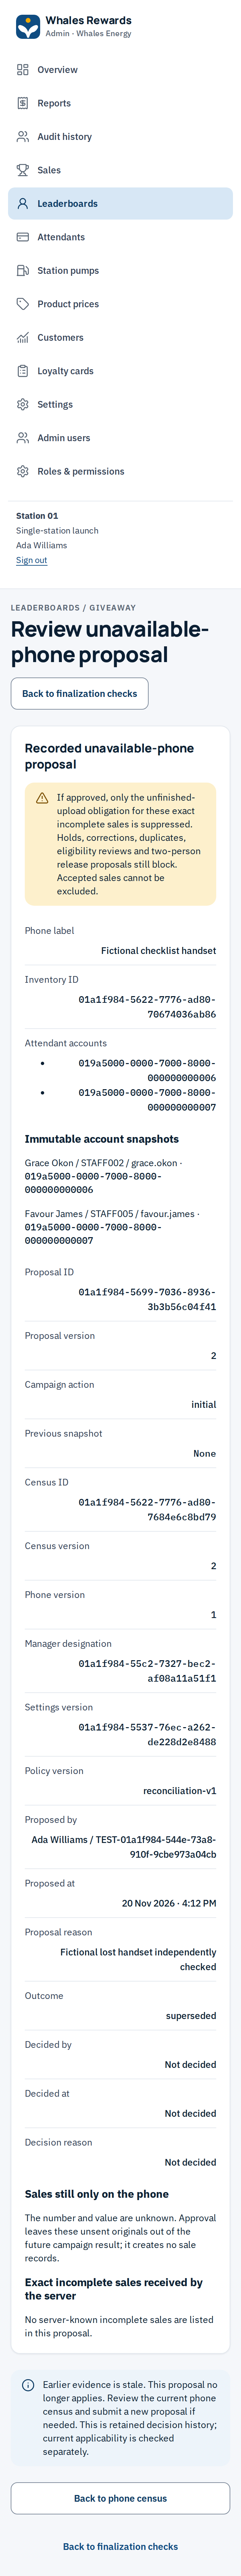 Whales Rewards
Admin · Whales Energy
Overview
Reports
Audit history
Sales
Leaderboards
Attendants
Station pumps
Product prices
Customers
Loyalty cards
Settings
Admin users
Roles & permissions
Station 01
Single-station launch
Ada Williams
Sign out
LEADERBOARDS / GIVEAWAY
Review unavailable-
phone proposal
Back to finalization checks
Recorded unavailable-phone
proposal
If approved, only the unfinished-
upload obligation for these exact
incomplete sales is suppressed.
Holds, corrections, duplicates,
eligibility reviews and two-person
release proposals still block.
Accepted sales cannot be
excluded.
Phone label
Fictional checklist handset
Inventory ID
01a1f984-5622-7776-ad80-
70674036ab86
Attendant accounts
• 019a5000-0000-7000-8000-
000000000006
• 019a5000-0000-7000-8000-
000000000007
Immutable account snapshots
Grace Okon / STAFF002 / grace.okon ·
019a5000-0000-7000-8000-
000000000006
Favour James / STAFF005 / favour.james ·
019a5000-0000-7000-8000-
000000000007
Proposal ID
01a1f984-5699-7036-8936-
3b3b56c04f41
Proposal version
2
Campaign action
initial
Previous snapshot
None
Census ID
01a1f984-5622-7776-ad80-
7684e6c8bd79
Census version
2
Phone version
1
Manager designation
01a1f984-55c2-7327-bec2-
af08a11a51f1
Settings version
01a1f984-5537-76ec-a262-
de228d2e8488
Policy version
reconciliation-v1
Proposed by
Ada Williams / TEST-01a1f984-544e-73a8-
910f-9cbe973a04cb
Proposed at
20 Nov 2026 · 4:12 PM
Proposal reason
Fictional lost handset independently
checked
Outcome
superseded
Decided by
Not decided
Decided at
Not decided
Decision reason
Not decided
Sales still only on the phone
The number and value are unknown. Approval
leaves these unsent originals out of the
future campaign result; it creates no sale
records.
Exact incomplete sales received by
the server
No server-known incomplete sales are listed
in this proposal.
Earlier evidence is stale. This proposal no
longer applies. Review the current phone
census and submit a new proposal if
needed. This is retained decision history;
current applicability is checked
separately.
Back to phone census
Back to finalization checks